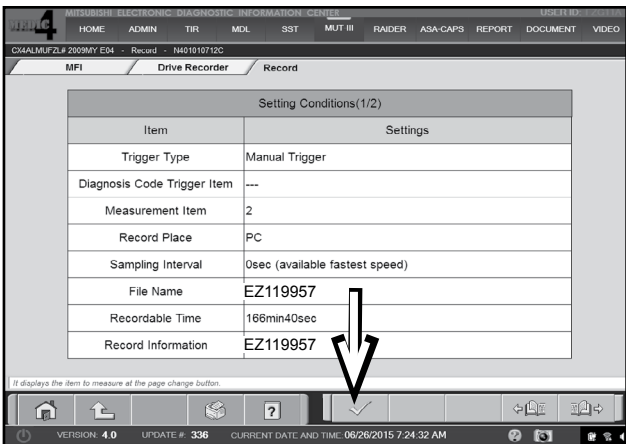 MITSUBISHI ELECTRONIC DIAGNOSTIC INFORMATION CENTER USER ID:
MEDIC 4 HOME ADMIN TIR MDL SST MUT III RAIDER ASA-CAPS REPORT DOCUMENT VIDEO
CX4ALMUFZL# 2009MY E04 - Record - N401010712C
MFI Drive Recorder Record
Setting Conditions(1/2)
Item Settings
Trigger Type Manual Trigger
Diagnosis Code Trigger Item ---
Measurement Item 2
Record Place PC
Sampling Interval 0sec (available fastest speed)
File Name EZ119957
Recordable Time 166min40sec
Record Information EZ119957
It displays the item to measure at the page change button.
VERSION: 4.0 UPDATE #: 336 CURRENT DATE AND TIME: 06/26/2015 7:24:32 AM